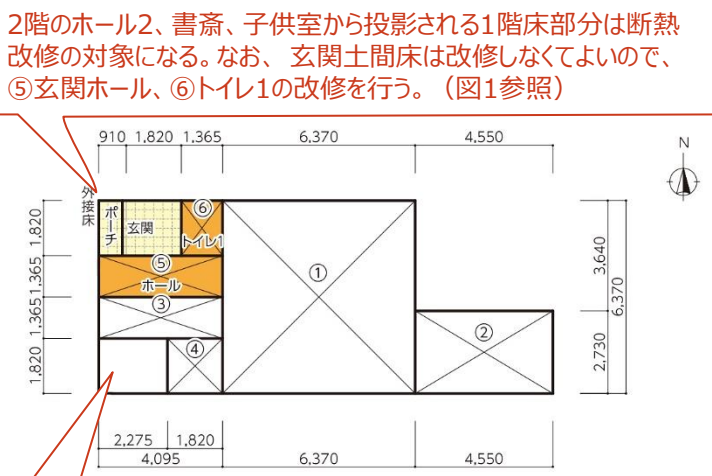 2階のホール2、書斎、子供室から投影される1階床部分は断熱
改修の対象になる。なお、 玄関土間床は改修しなくてよいので、
⑤玄関ホール、⑥トイレ1の改修を行う。（図1参照）
910 1,820 1,365 6,370 4,550
N
外接床
ポーチ
玄関
⑥
トイレ1
⑤
ホール
③
④
①
②
1,820
1,365
1,365
1,820
3,640
2,730
6,370
2,275 1,820
4,095 6,370 4,550